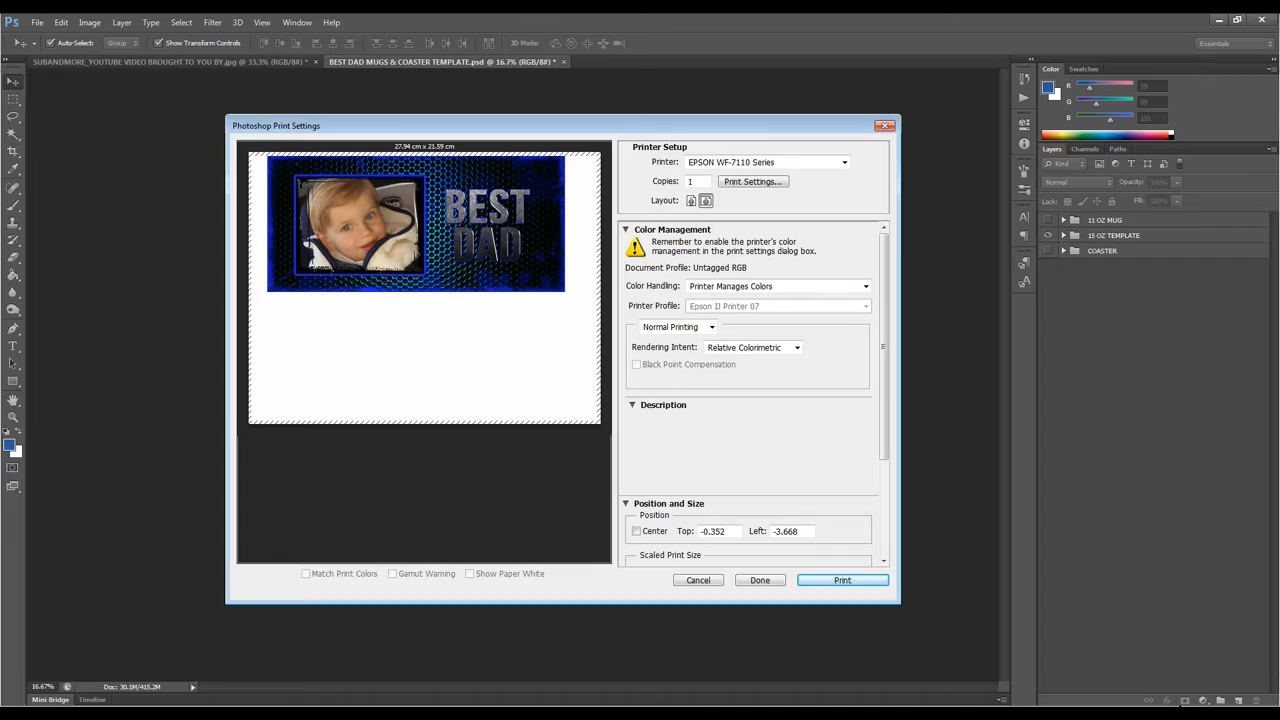 Ps File Edit Image Layer Type Select Filter 3D View Window Help
Auto-Select: Group Show Transform Controls 3D Mode: Essentials
SUBANDMORE_YOUTUBE VIDEO BROUGHT TO YOU BY.jpg @ 33.3% (RGB/8#) * × BEST DAD MUGS & COASTER TEMPLATE.psd @ 16.7% (RGB/8#) * ×
Photoshop Print Settings
27.94 cm x 21.59 cm
BEST
DAD
Printer Setup
Printer: EPSON WF-7110 Series
Copies: 1 Print Settings...
Layout:
Color Management
Remember to enable the printer's color
management in the print settings dialog box.
Document Profile: Untagged RGB
Color Handling: Printer Manages Colors
Printer Profile: Epson IJ Printer 07
Normal Printing
Rendering Intent: Relative Colorimetric
Black Point Compensation
Description
Position and Size
Position
Center Top: -0.352 Left: -3.668
Scaled Print Size
Match Print Colors Gamut Warning Show Paper White
Cancel Done Print
Color Swatches
R
G
B 151
Layers Channels Paths
Kind
Normal Opacity: 100%
Lock: Fill: 100%
11 OZ MUG
15 OZ TEMPLATE
COASTER
16.67% Doc: 30.1M/415.2M
Mini Bridge Timeline